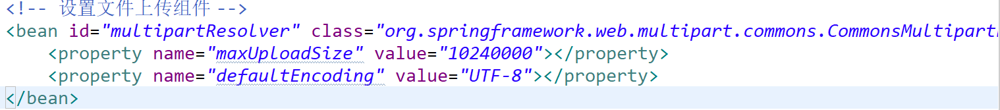 <!-- 设置文件上传组件 -->
<bean id="multipartResolver" class="org.springframework.web.multipart.commons.CommonsMultipart
<property name="maxUploadSize" value="10240000"></property>
<property name="defaultEncoding" value="UTF-8"></property>
</bean>